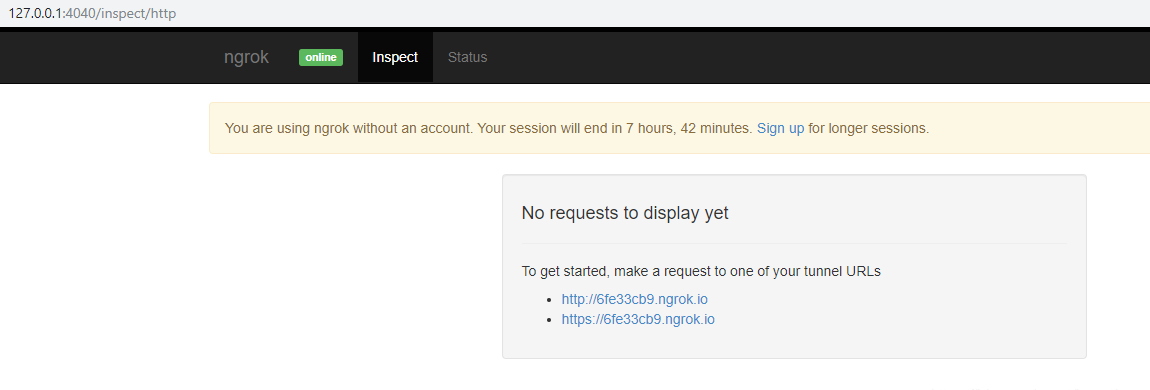 127.0.0.1:4040/inspect/http
ngrok online Inspect Status
You are using ngrok without an account. Your session will end in 7 hours, 42 minutes. Sign up for longer sessions.
No requests to display yet
To get started, make a request to one of your tunnel URLs
http://6fe33cb9.ngrok.io
https://6fe33cb9.ngrok.io